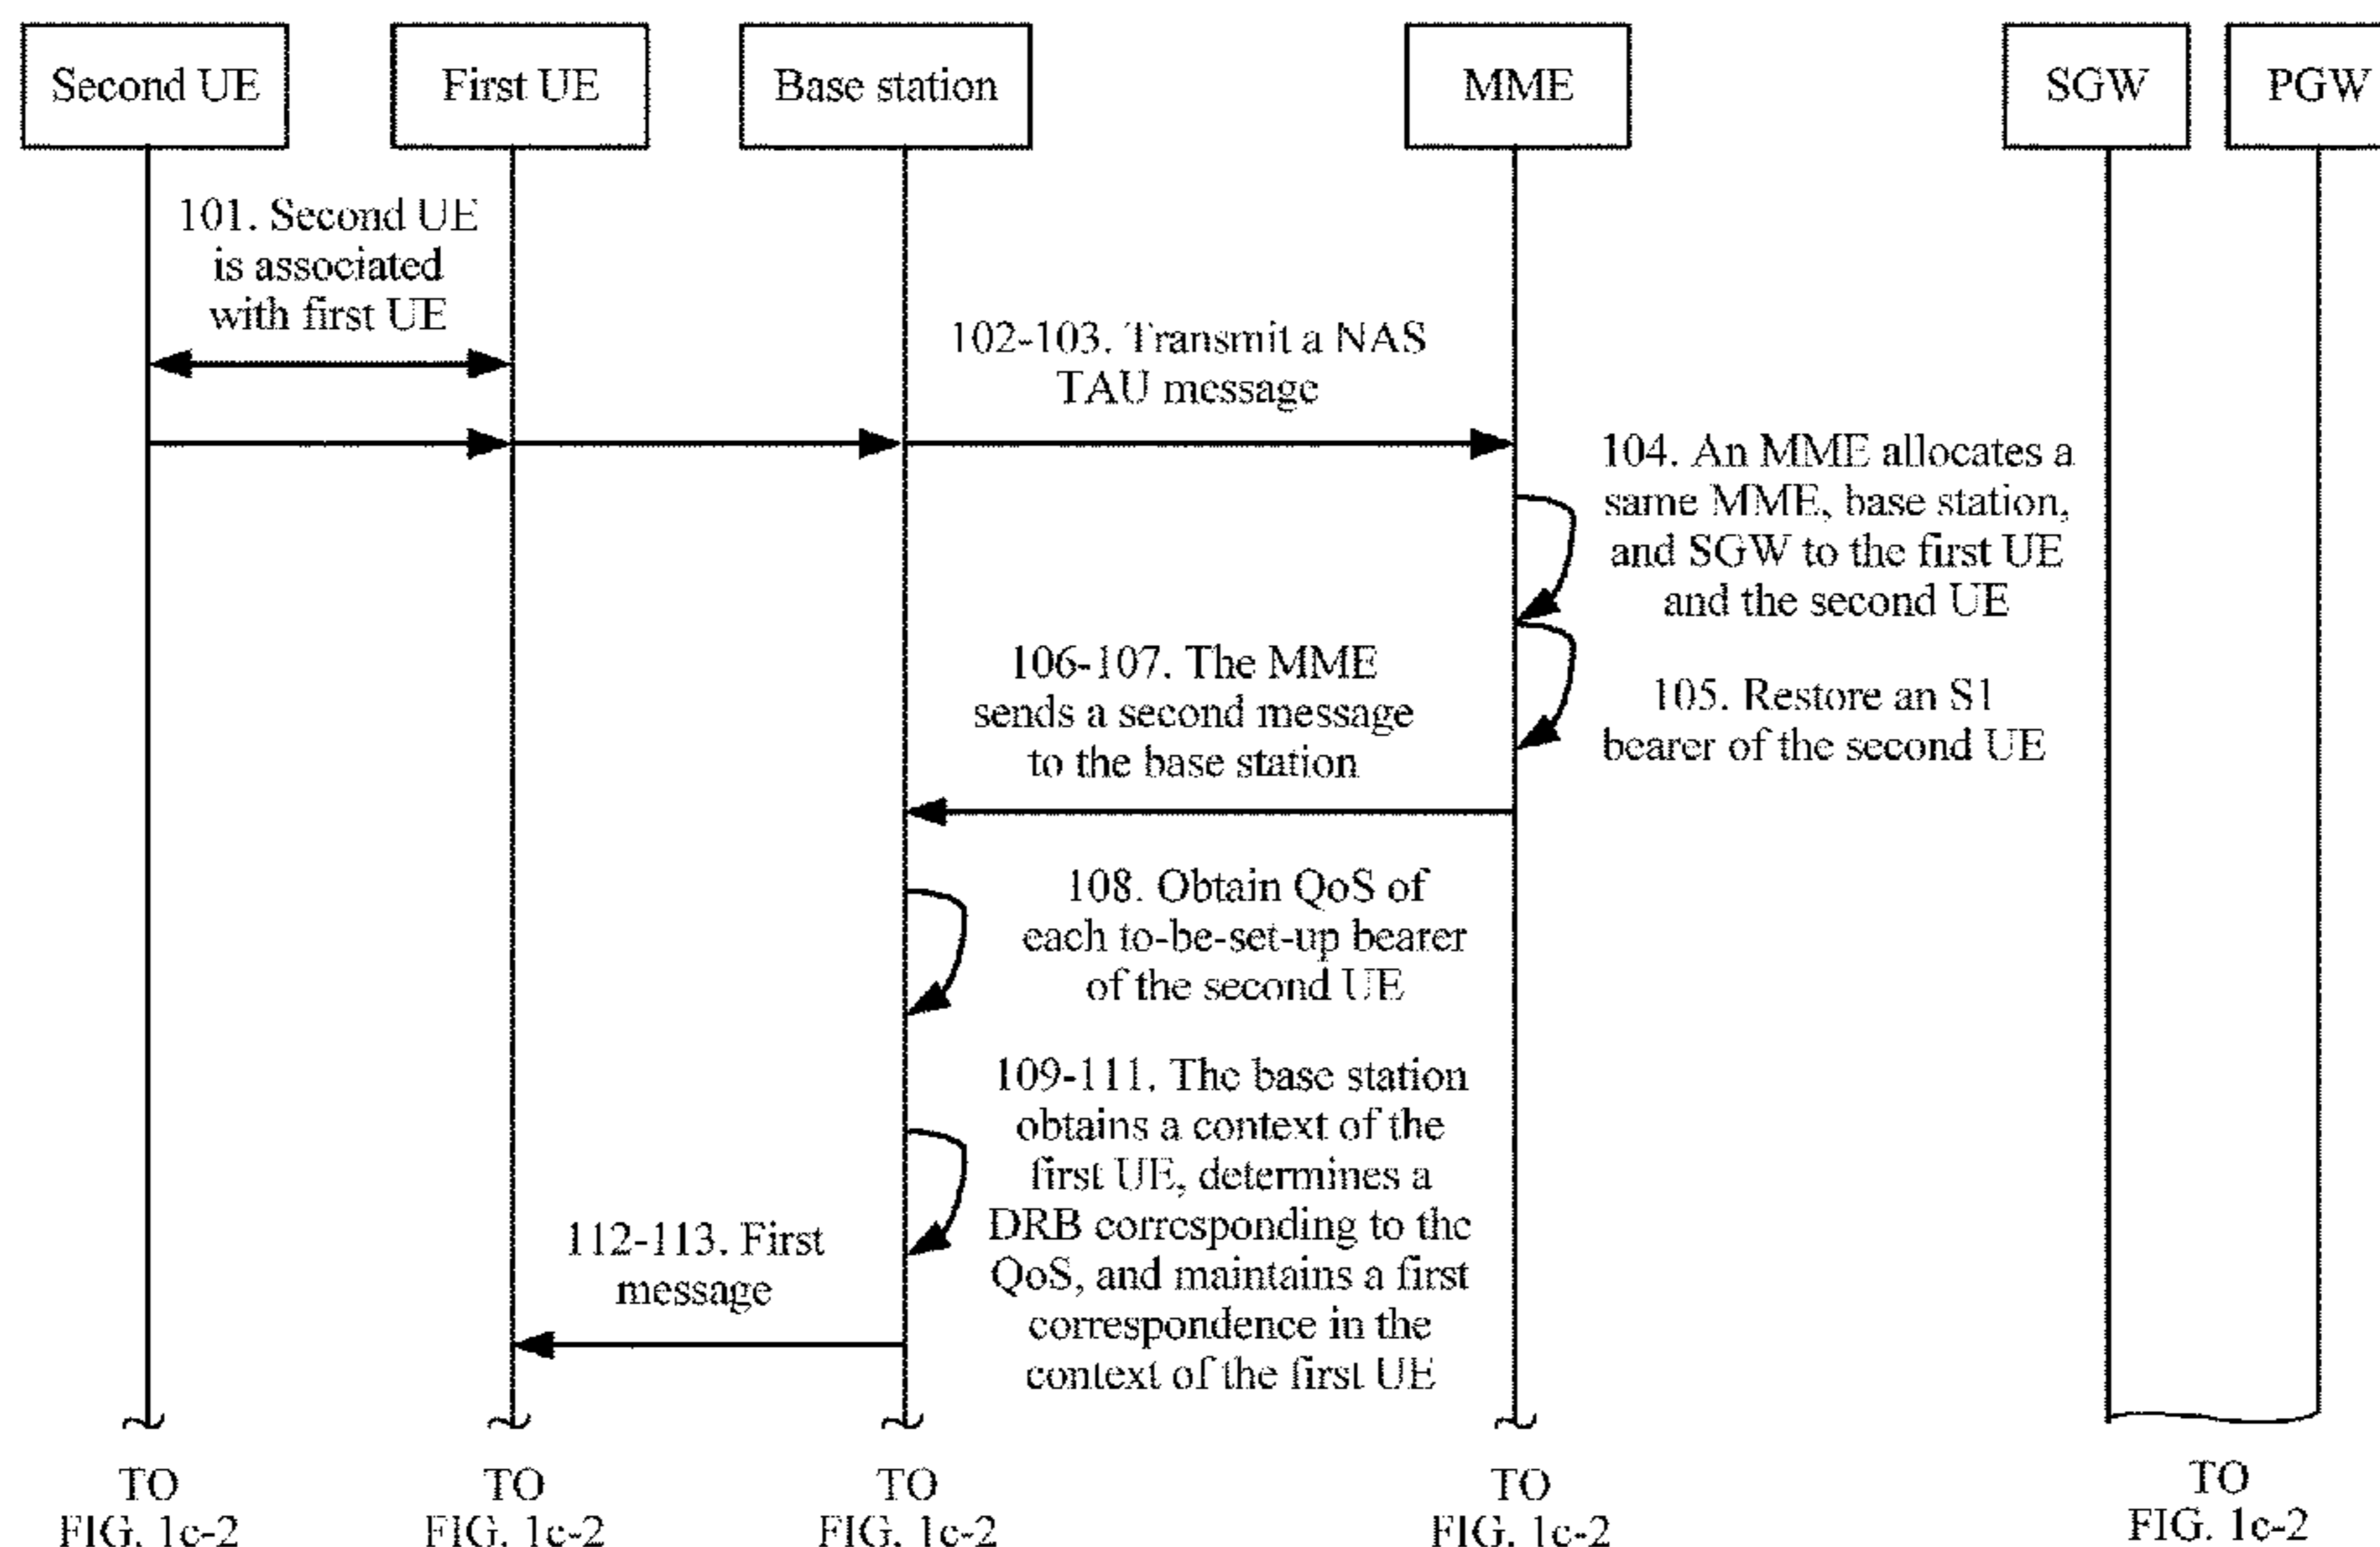 Second UE
First UE
Base station
MME
SGW
PGW
101. Second UE
is associated
with first UE
102-103. Transmit a NAS
TAU message
104. An MME allocates a
same MME, base station,
and SGW to the first UE
and the second UE
105. Restore an S1
bearer of the second UE
106-107. The MME
sends a second message
to the base station
108. Obtain QoS of
each to-be-set-up bearer
of the second UE
109-111. The base station
obtains a context of the
first UE, determines a
DRB corresponding to the
QoS, and maintains a first
correspondence in the
context of the first UE
112-113. First
message
TO
FIG. 1c-2
TO
FIG. 1c-2
TO
FIG. 1c-2
TO
FIG. 1c-2
TO
FIG. 1c-2